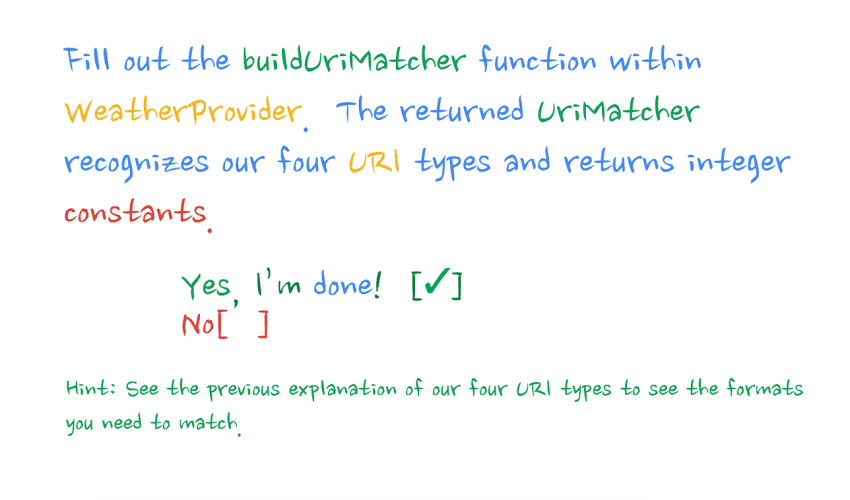 Fill out the buildUriMatcher function within
WeatherProvider. The returned UriMatcher
recognizes our four URI types and returns integer
constants.
Yes, I'm done! [✓]
No[ ]
Hint: See the previous explanation of our four URI types to see the formats
you need to match.